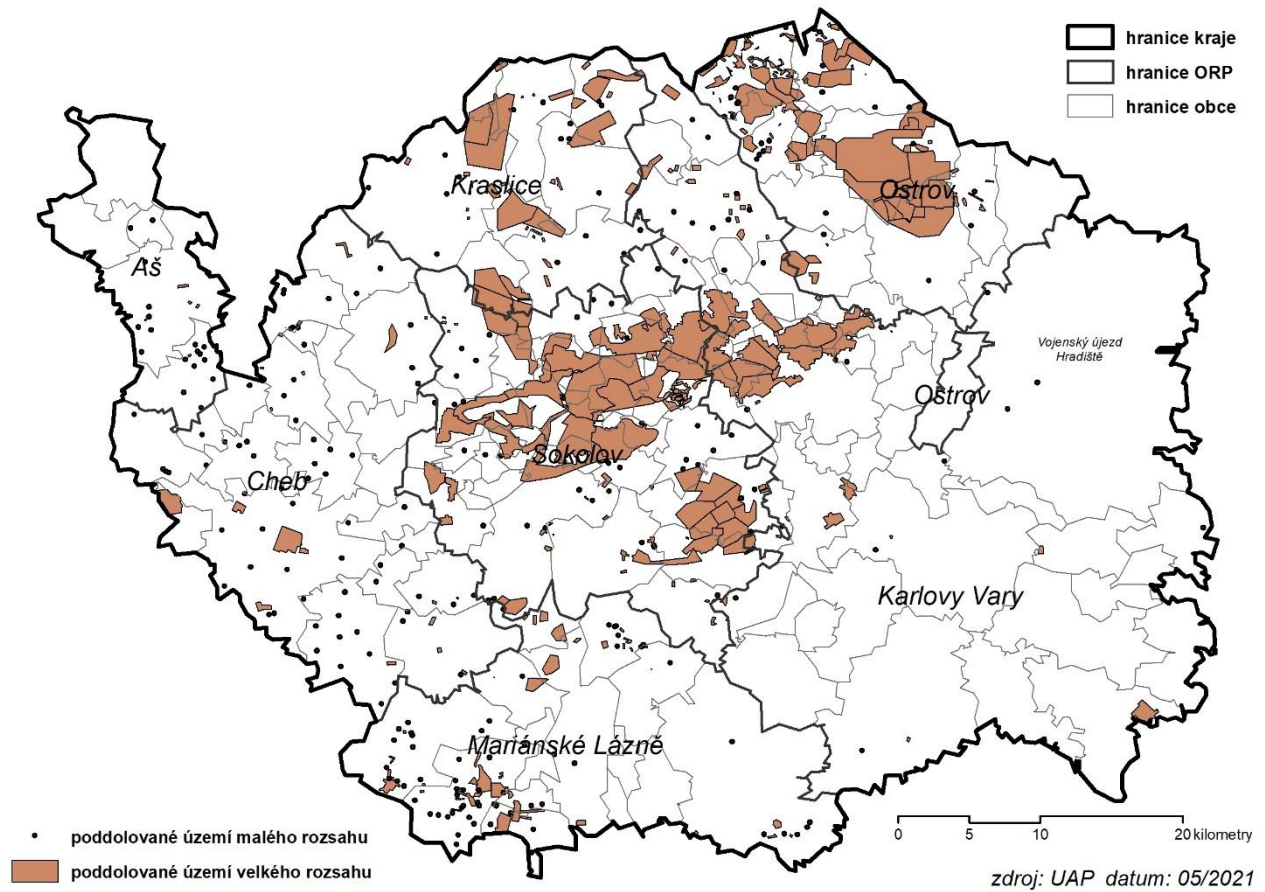 hranice kraje
hranice ORP
hranice obce
Kraslice
Ostrov
Aš
Vojenský újezd
Hradiště
Ostrov
Sokolov
Cheb
Karlovy Vary
Mariánské Lázně
poddolované území malého rozsahu
poddolované území velkého rozsahu
0 5 10 20 kilometry
zdroj: UAP datum: 05/2021